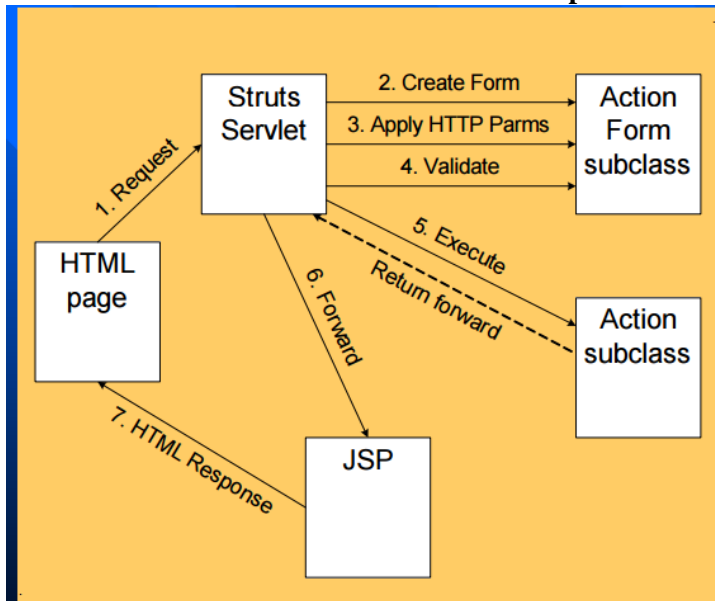 Struts
Servlet
2. Create Form
3. Apply HTTP Parms
4. Validate
Action
Form
subclass
1. Request
HTML
page
5. Execute
Return forward
Action
subclass
6. Forward
7. HTML Response
JSP